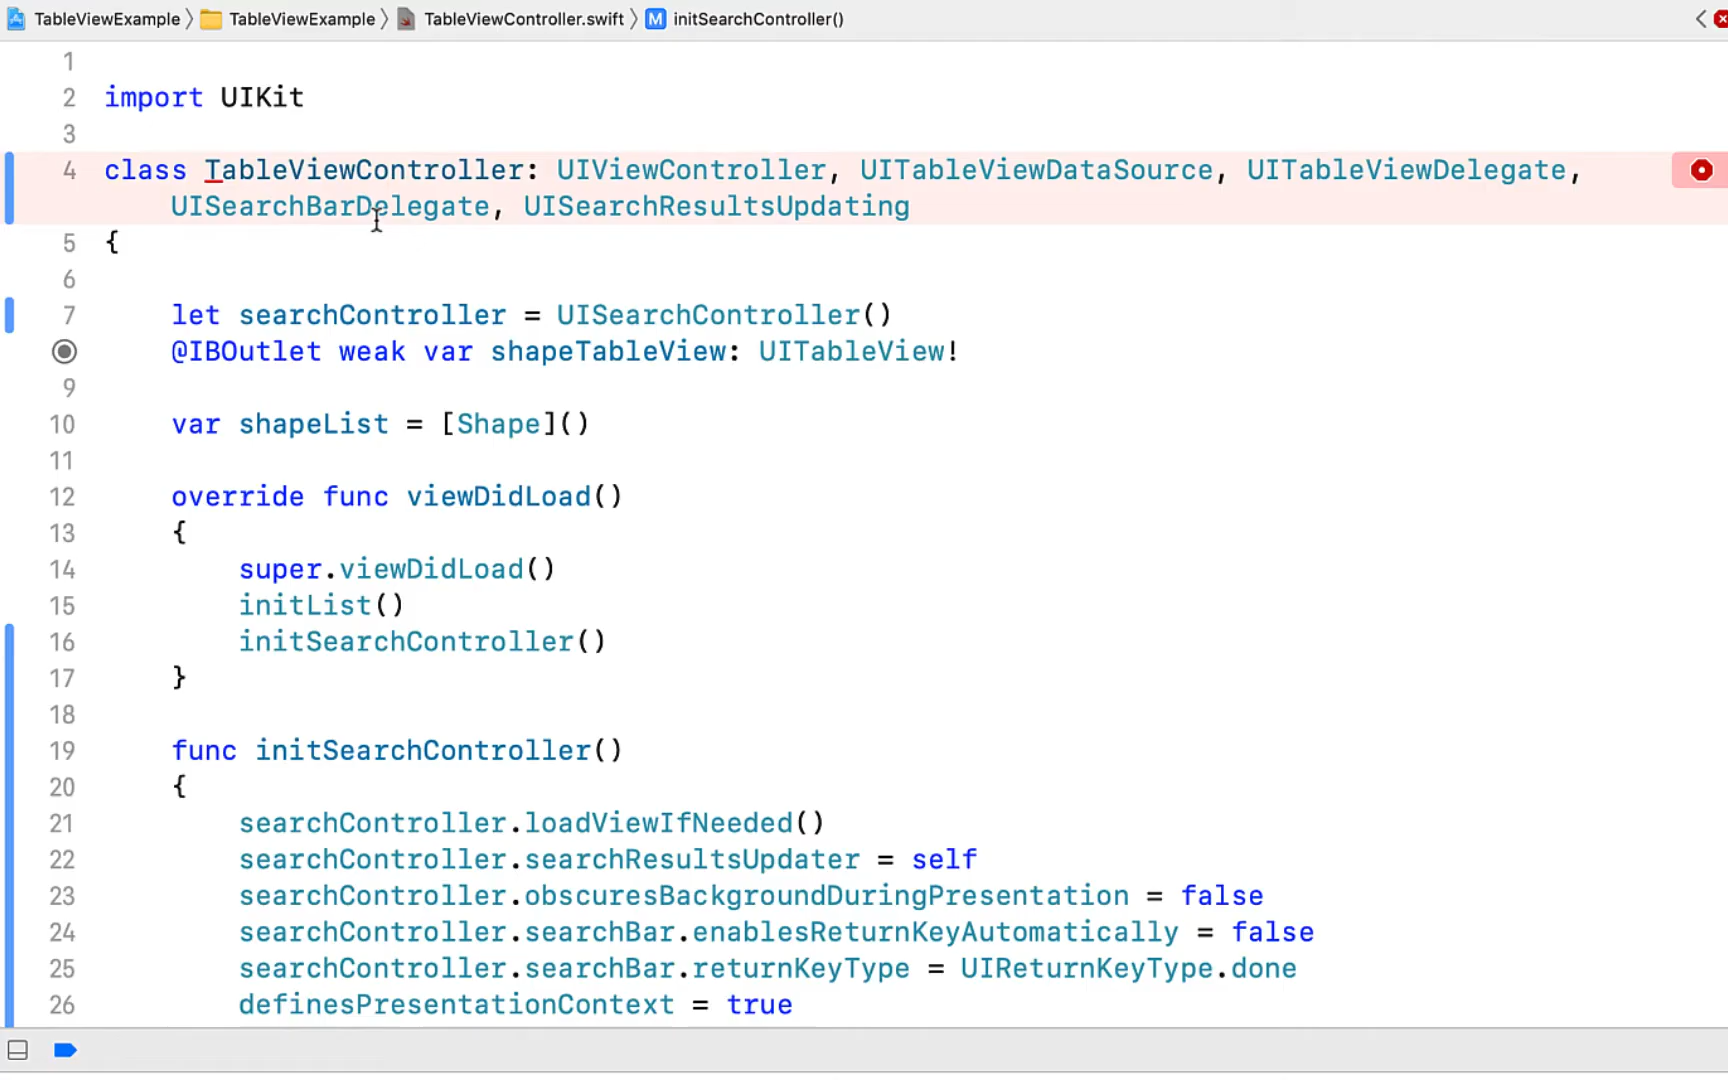 TableViewExample 〉 TableViewExample 〉 TableViewController.swift 〉 M initSearchController()
1
2 import UIKit
3
4 class TableViewController: UIViewController, UITableViewDataSource, UITableViewDelegate,
UISearchBarDelegate, UISearchResultsUpdating
5 {
6
7 let searchController = UISearchController()
@IBOutlet weak var shapeTableView: UITableView!
9
10 var shapeList = [Shape]()
11
12 override func viewDidLoad()
13 {
14 super.viewDidLoad()
15 initList()
16 initSearchController()
17 }
18
19 func initSearchController()
20 {
21 searchController.loadViewIfNeeded()
22 searchController.searchResultsUpdater = self
23 searchController.obscuresBackgroundDuringPresentation = false
24 searchController.searchBar.enablesReturnKeyAutomatically = false
25 searchController.searchBar.returnKeyType = UIReturnKeyType.done
26 definesPresentationContext = true